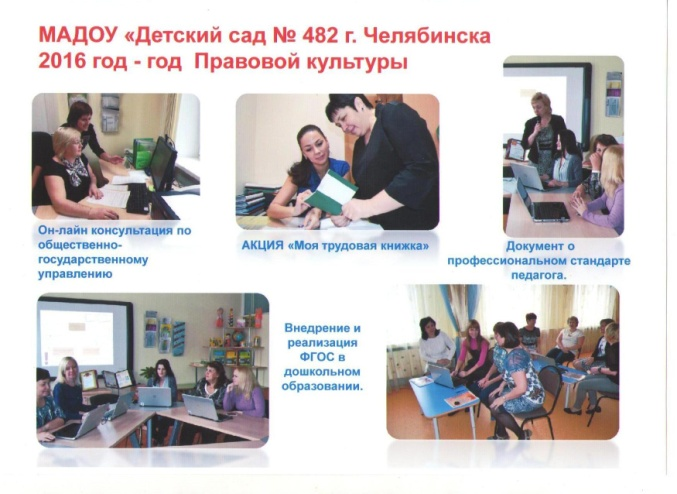 МАДОУ «Детский сад № 482 г. Челябинска
2016 год - год Правовой культуры
Он-лайн консультация по
общественно-
государственному
управлению
АКЦИЯ «Моя трудовая книжка»
Документ о
профессиональном стандарте
педагога.
Внедрение и
реализация
ФГОС в
дошкольном
образовании.